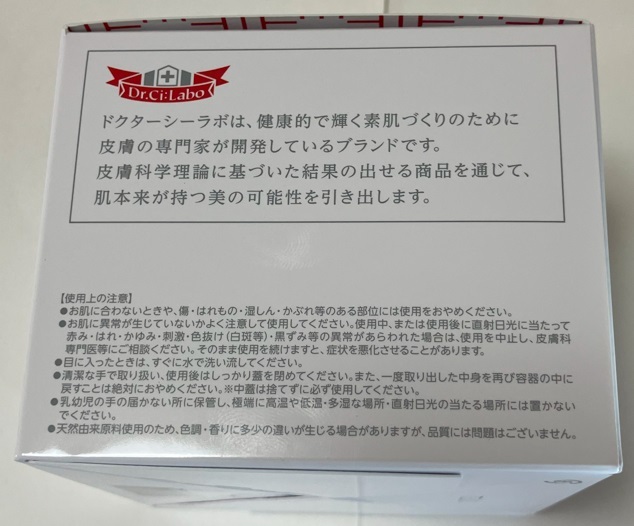 Dr.Ci:Labo
ドクターシーラボは、健康的で輝く素肌づくりのために
皮膚の専門家が開発しているブランドです。
皮膚科学理論に基づいた結果の出せる商品を通じて、
肌本来が持つ美の可能性を引き出します。
【使用上の注意】
●お肌に合わないときや、傷・はれもの・湿しん・かぶれ等のある部位には使用をおやめください。
●お肌に異常が生じていないかよく注意して使用してください。使用中、または使用後に直射日光に当たって
赤み・はれ・かゆみ・刺激・色抜け(白斑等)・黒ずみ等の異常があらわれた場合は、使用を中止し、皮膚科
専門医等にご相談ください。そのまま使用を続けますと、症状を悪化させることがあります。
●目に入ったときは、すぐに水で洗い流してください。
●清潔な手で取り扱い、使用後はしっかり蓋を閉めてください。また、一度取り出した中身を再び容器の中に
戻すことは絶対におやめください。※中蓋は捨てずに必ず使用してください。
●乳幼児の手の届かない所に保管し、極端に高温や低温・多湿な場所・直射日光の当たる場所には置かない
でください。
●天然由来原料使用のため、色調・香りに多少の違いが生じる場合がありますが、品質には問題はございません。